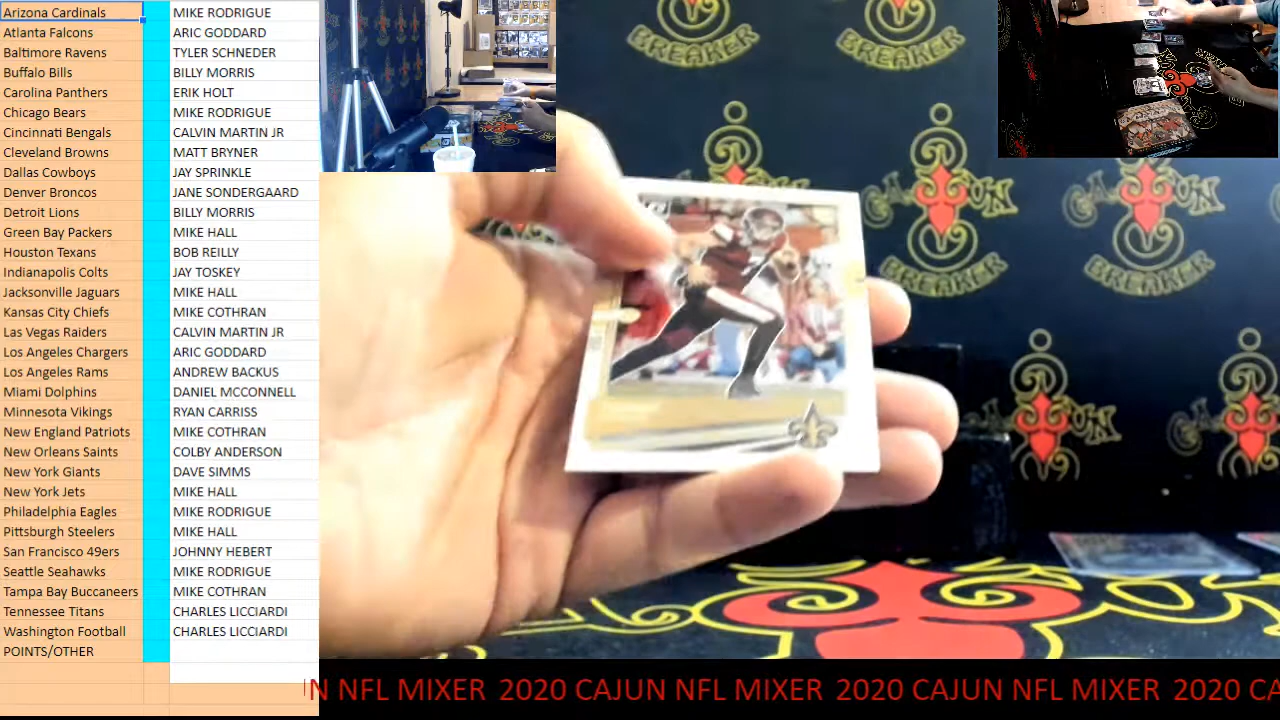 Arizona Cardinals MIKE RODRIGUE
Atlanta Falcons ARIC GODDARD
Baltimore Ravens TYLER SCHNEDER
Buffalo Bills BILLY MORRIS
Carolina Panthers ERIK HOLT
Chicago Bears MIKE RODRIGUE
Cincinnati Bengals CALVIN MARTIN JR
Cleveland Browns MATT BRYNER
Dallas Cowboys JAY SPRINKLE
Denver Broncos JANE SONDERGAARD
Detroit Lions BILLY MORRIS
Green Bay Packers MIKE HALL
Houston Texans BOB REILLY
Indianapolis Colts JAY TOSKEY
Jacksonville Jaguars MIKE HALL
Kansas City Chiefs MIKE COTHRAN
Las Vegas Raiders CALVIN MARTIN JR
Los Angeles Chargers ARIC GODDARD
Los Angeles Rams ANDREW BACKUS
Miami Dolphins DANIEL MCCONNELL
Minnesota Vikings RYAN CARRISS
New England Patriots MIKE COTHRAN
New Orleans Saints COLBY ANDERSON
New York Giants DAVE SIMMS
New York Jets MIKE HALL
Philadelphia Eagles MIKE RODRIGUE
Pittsburgh Steelers MIKE HALL
San Francisco 49ers JOHNNY HEBERT
Seattle Seahawks MIKE RODRIGUE
Tampa Bay Buccaneers MIKE COTHRAN
Tennessee Titans CHARLES LICCIARDI
Washington Football CHARLES LICCIARDI
POINTS/OTHER
BREAKER BREAKER
CAJUN CAJUN
BREAKER BREAKER
CAJUN
N NFL MIXER 2020 CAJUN NFL MIXER 2020 CAJUN NFL MIXER 2020 CA